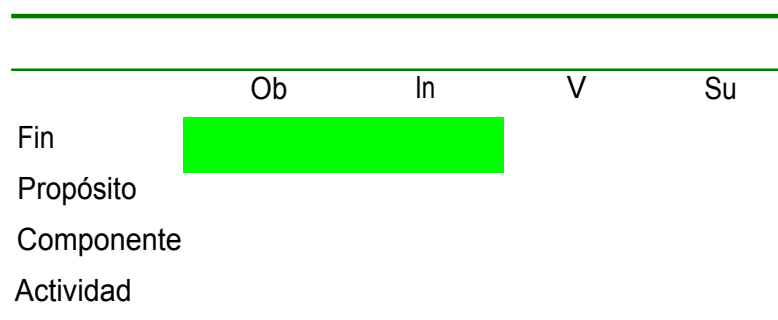 Ob In V Su
Fin
Propósito
Componente
Actividad